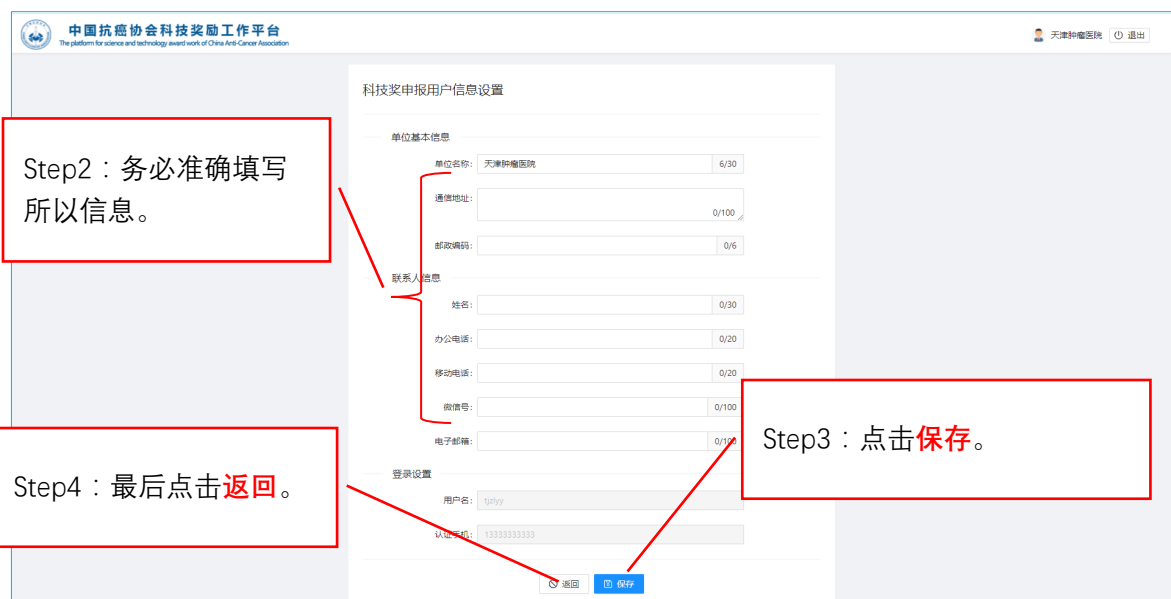 中国抗癌协会科技奖励工作平台
The platform for science and technology award work of China Anti-Cancer Association
天津肿瘤医院
退出
科技奖申报用户信息设置
单位基本信息
Step2：务必准确填写
所以信息。
单位名称: 天津肿瘤医院 6/30
通信地址: 0/100
邮政编码: 0/6
联系人信息
姓名: 0/30
办公电话: 0/20
移动电话: 0/20
微信号: 0/100
电子邮箱: 0/100
Step3：点击保存。
Step4：最后点击返回。
登录设置
用户名: tjzlyy
认证手机: 13333333333
返回
保存